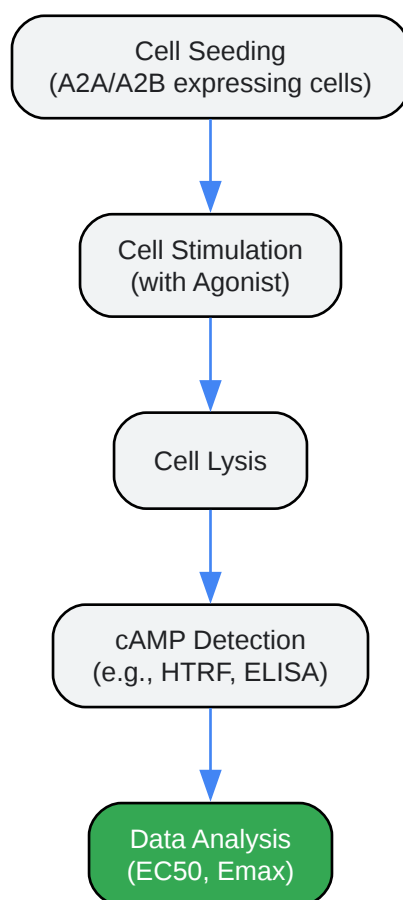 Cell Seeding
(A2A/A2B expressing cells)
Cell Stimulation
(with Agonist)
Cell Lysis
cAMP Detection
(e.g., HTRF, ELISA)
Data Analysis
(EC50, Emax)